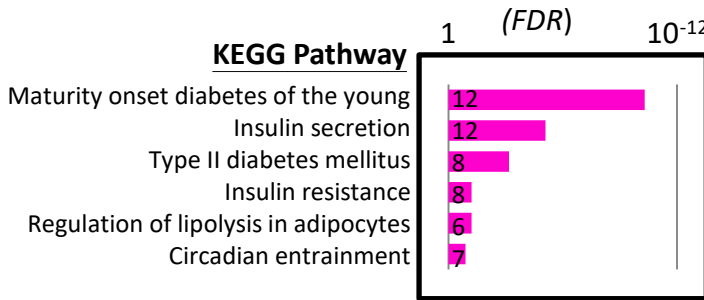 1 (FDR) 10-12
KEGG Pathway
Maturity onset diabetes of the young 12
Insulin secretion 12
Type II diabetes mellitus 8
Insulin resistance 8
Regulation of lipolysis in adipocytes 6
Circadian entrainment 7